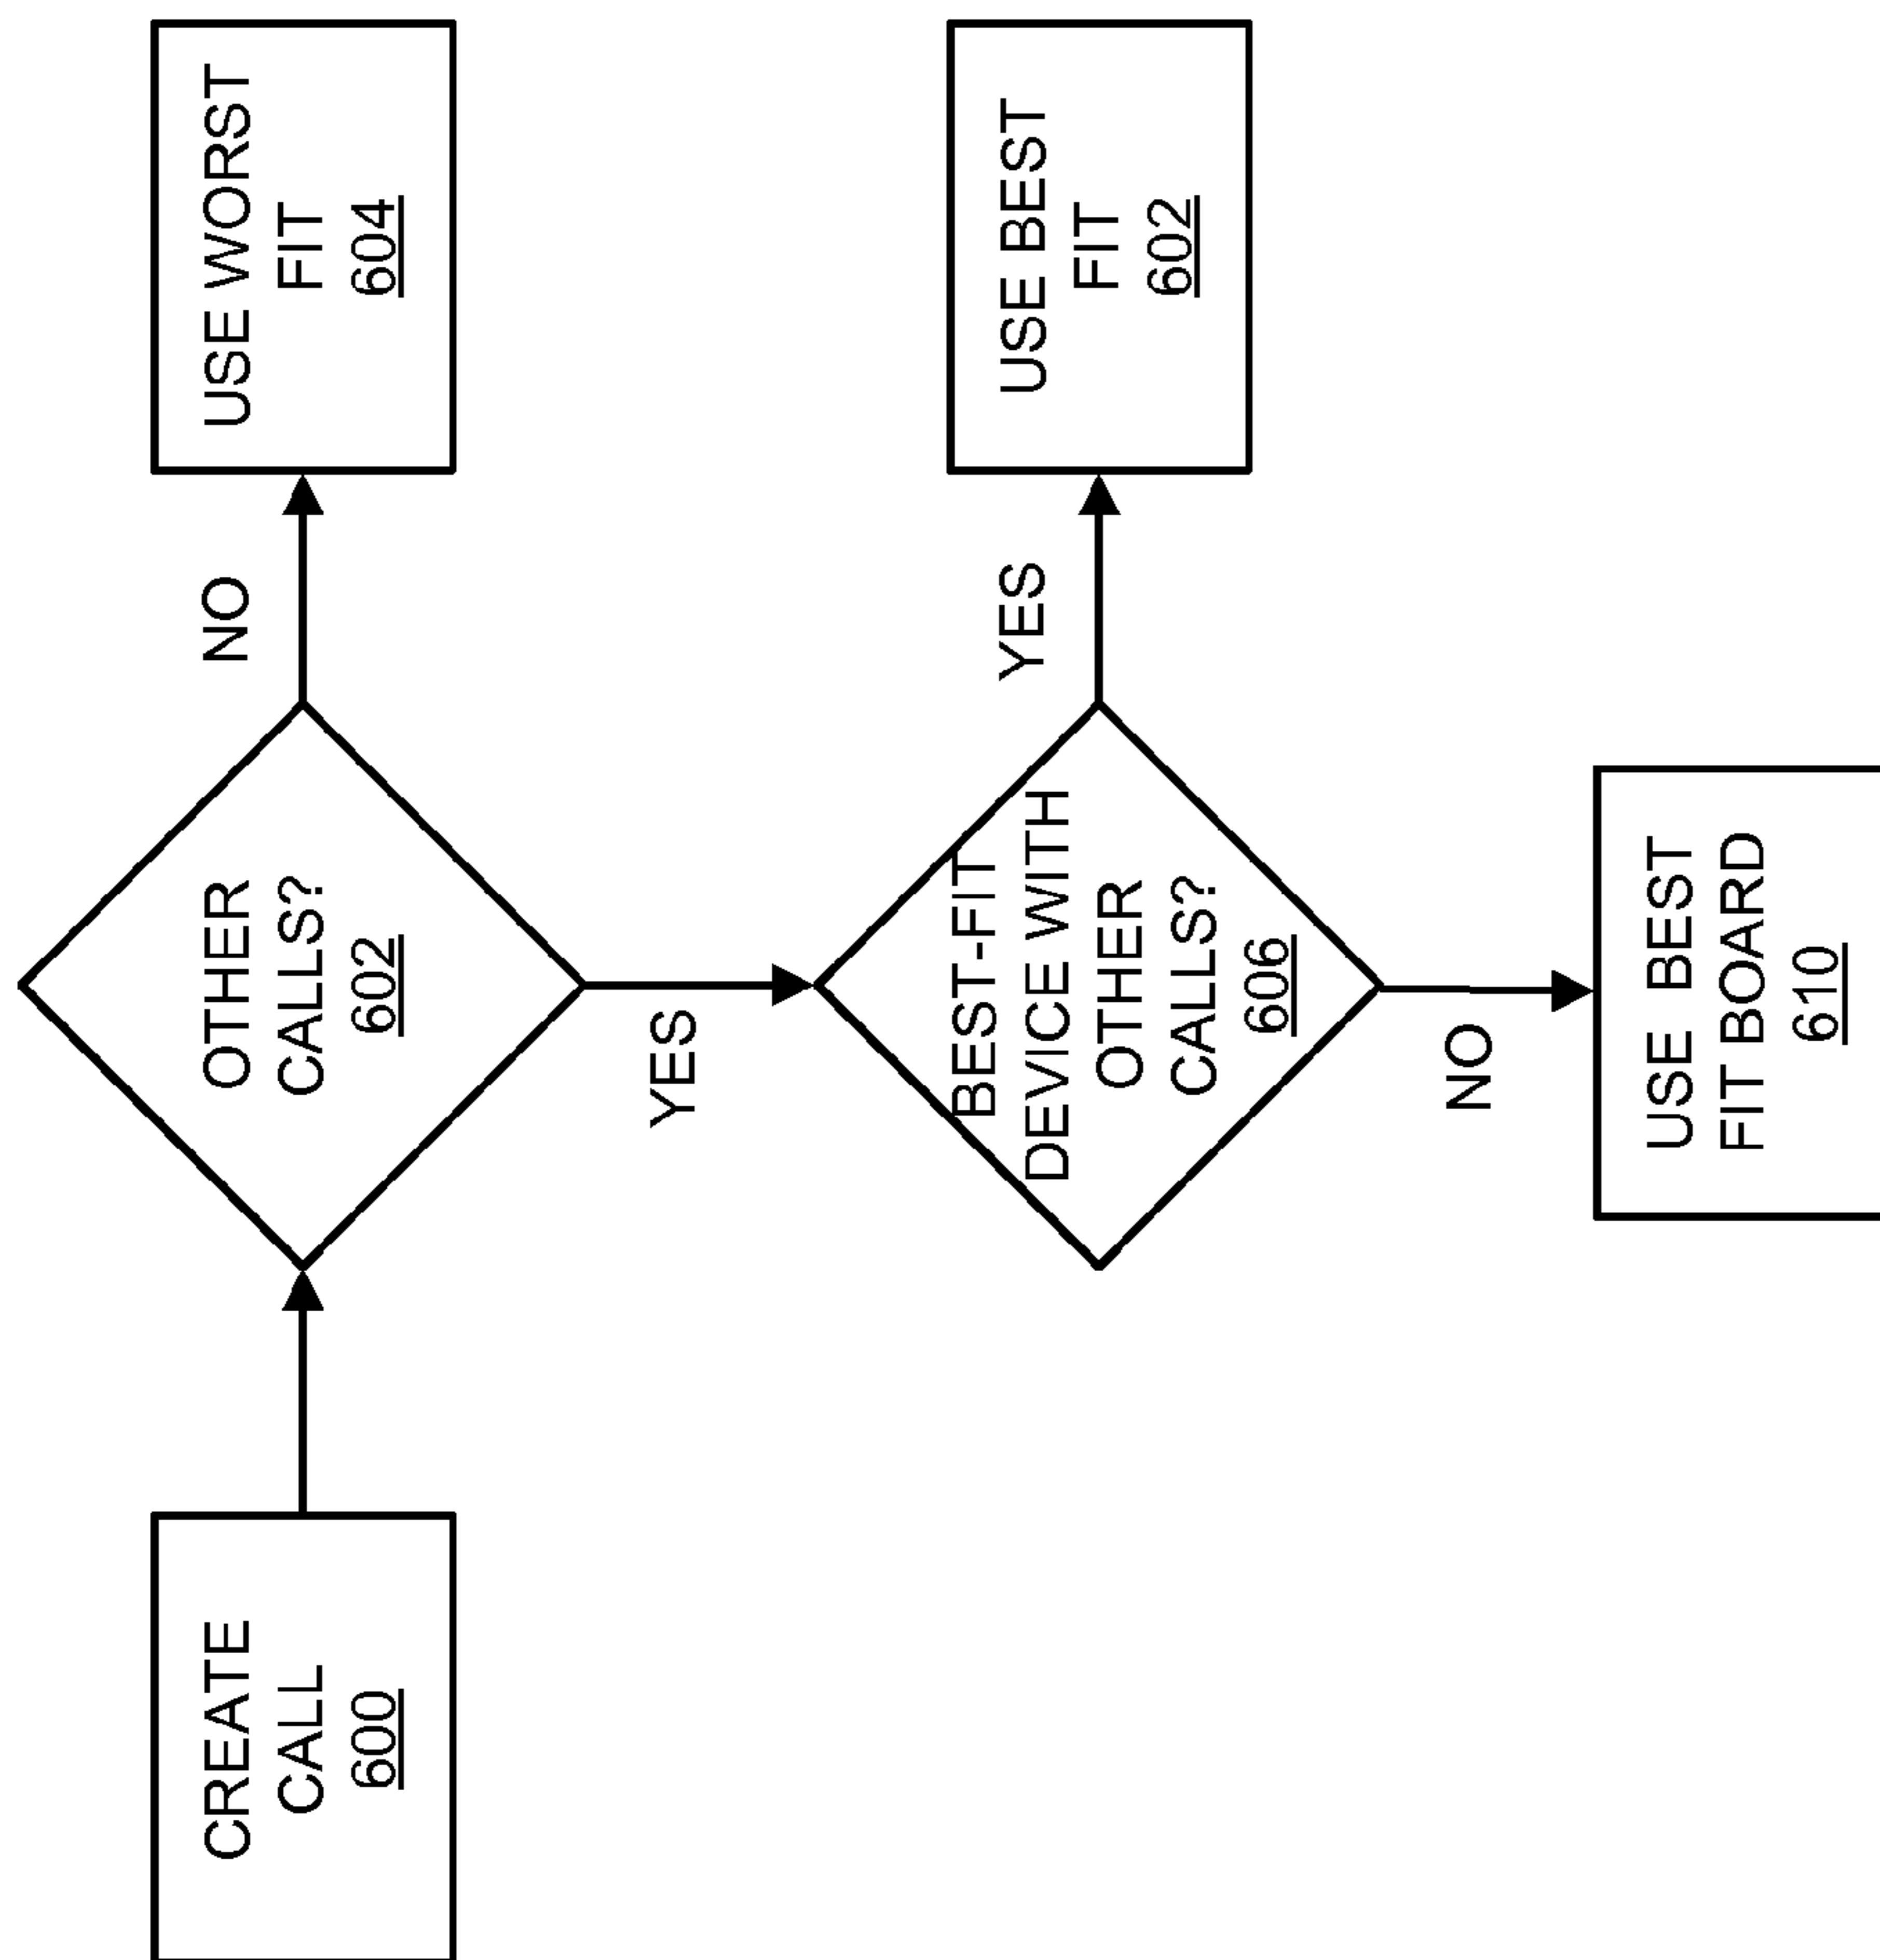 CREATE
CALL
600
OTHER
CALLS?
602
NO
USE WORST
FIT
604
YES
BEST-FIT
DEVICE WITH
OTHER
CALLS?
606
YES
USE BEST
FIT
602
NO
USE BEST
FIT BOARD
610